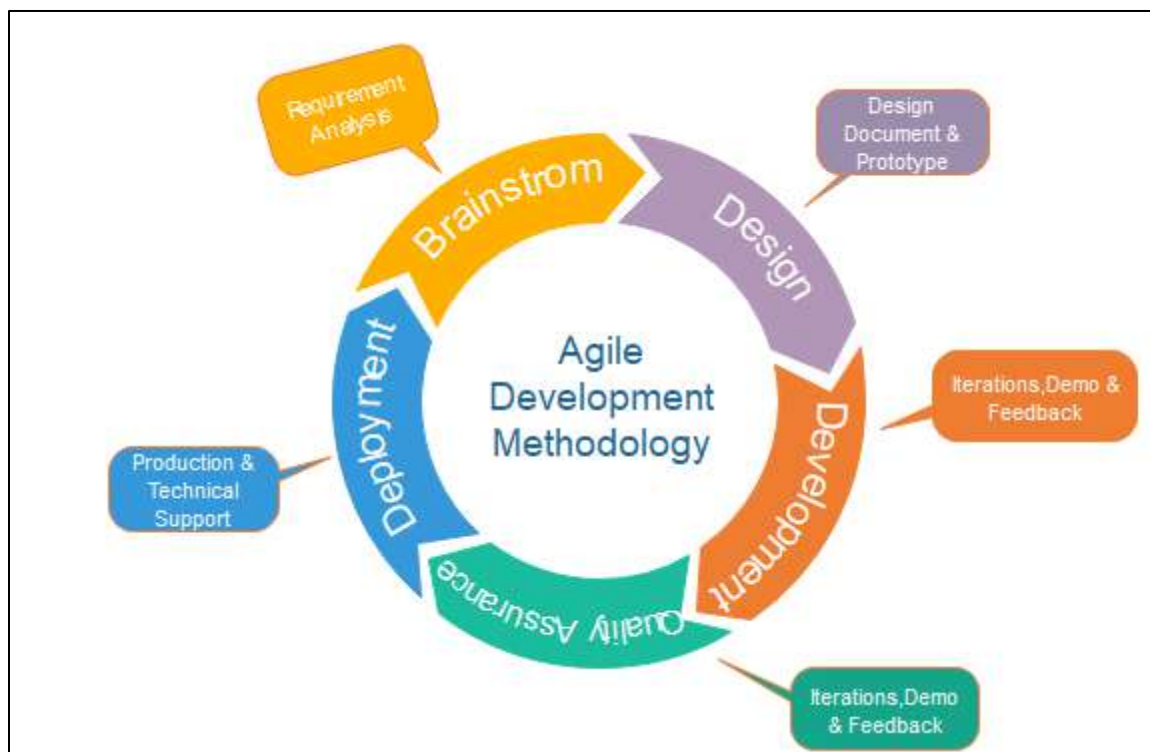 Requirement
Analysis
Brainstrom
Design
Document &
Prototype
Design
Iterations,Demo &
Feedback
Development
Iterations,Demo
& Feedback
Quality Assurance
Production &
Technical
Support
Deployment
Agile
Development
Methodology